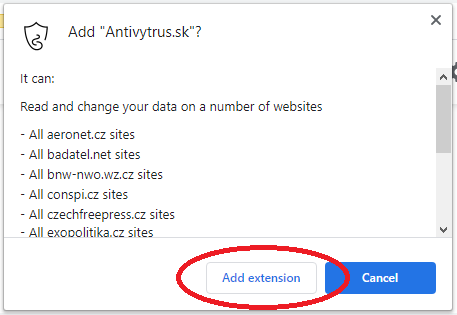 Add "Antivytrus.sk"?
It can:
Read and change your data on a number of websites
- All aeronet.cz sites
- All badatel.net sites
- All bnw-nwo.wz.cz sites
- All conspi.cz sites
- All czechfreepress.cz sites
- All exopolitika.cz sites
Add extension
Cancel